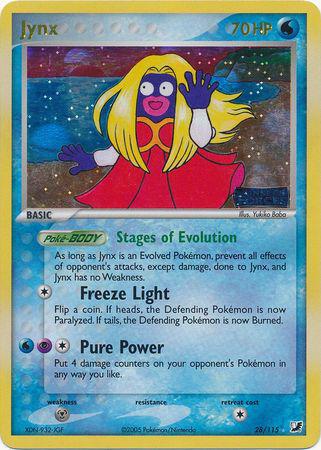 Jynx
70 HP
Illus. Yukiko Baba
BASIC
Poké-BODY Stages of Evolution
As long as Jynx is an Evolved Pokémon, prevent all effects
of opponent's attacks, except damage, done to Jynx, and
Jynx has no Weakness.
Freeze Light
Flip a coin. If heads, the Defending Pokémon is now
Paralyzed. If tails, the Defending Pokémon is now Burned.
Pure Power
Put 4 damage counters on your opponent's Pokémon in
any way you like.
weakness resistance retreat cost
XDN-932-JGF ©2005 Pokémon/Nintendo 28/115